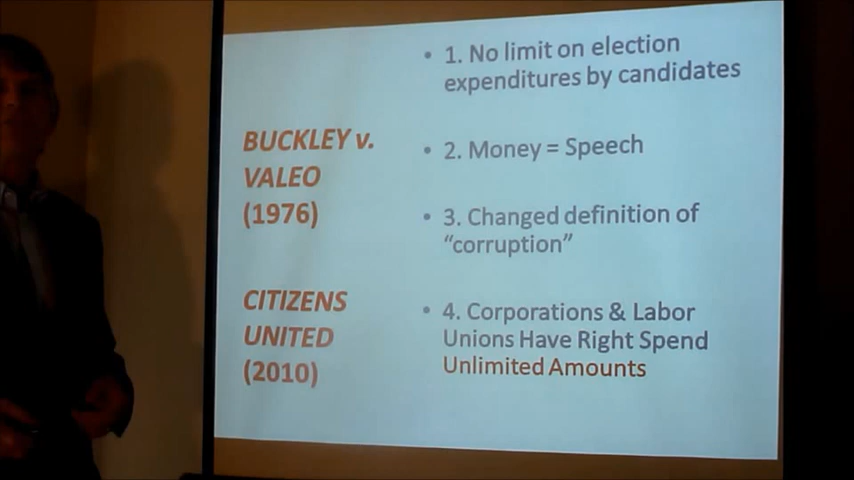 BUCKLEY v.
VALEO
(1976)
CITIZENS
UNITED
(2010)
• 1. No limit on election
expenditures by candidates
• 2. Money = Speech
• 3. Changed definition of
“corruption”
• 4. Corporations & Labor
Unions Have Right Spend
Unlimited Amounts